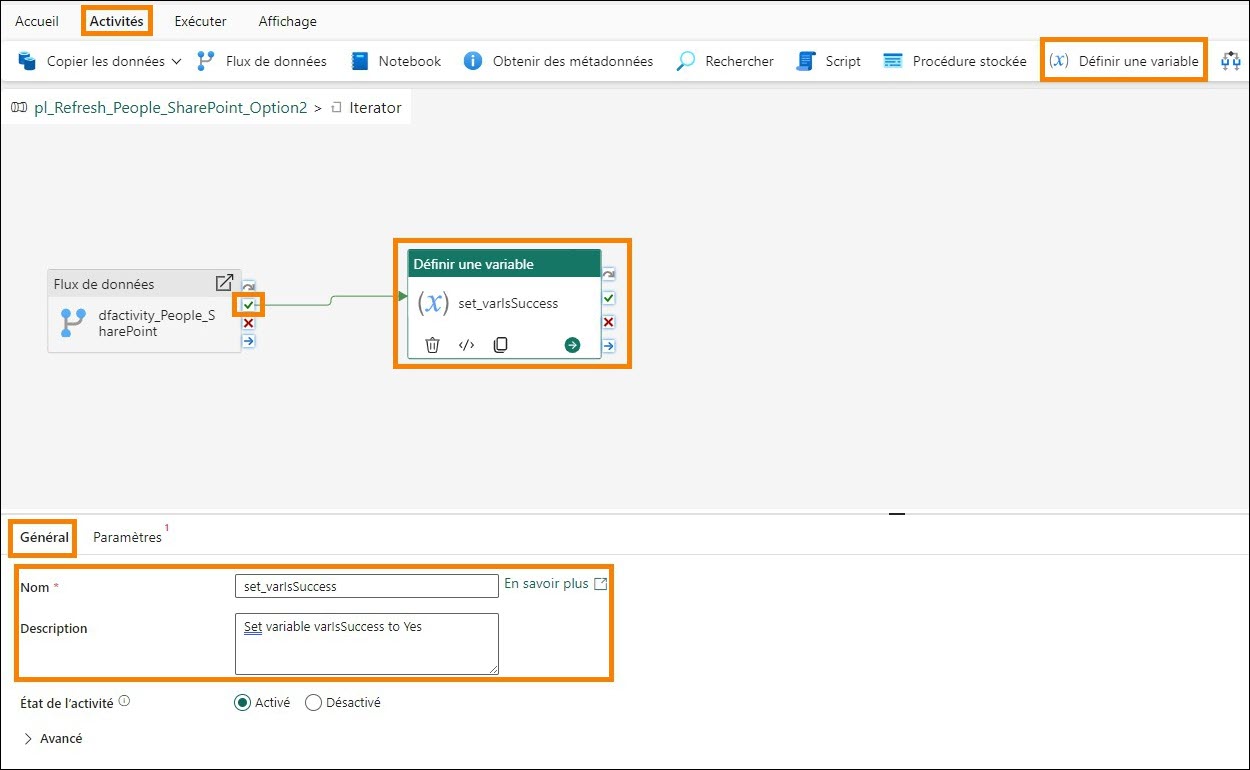 Accueil Activités Exécuter Affichage
Copier les données Flux de données Notebook Obtenir des métadonnées Rechercher Script Procédure stockée (x) Définir une variable
pl_Refresh_People_SharePoint_Option2 > Iterator
Définir une variable
Flux de données
(x) set_varIsSuccess
dfactivity_People_S
harePoint
</>
Général Paramètres 1
Nom * set_varIsSuccess En savoir plus
Description Set variable varIsSuccess to Yes
État de l'activité Activé Désactivé
Avancé